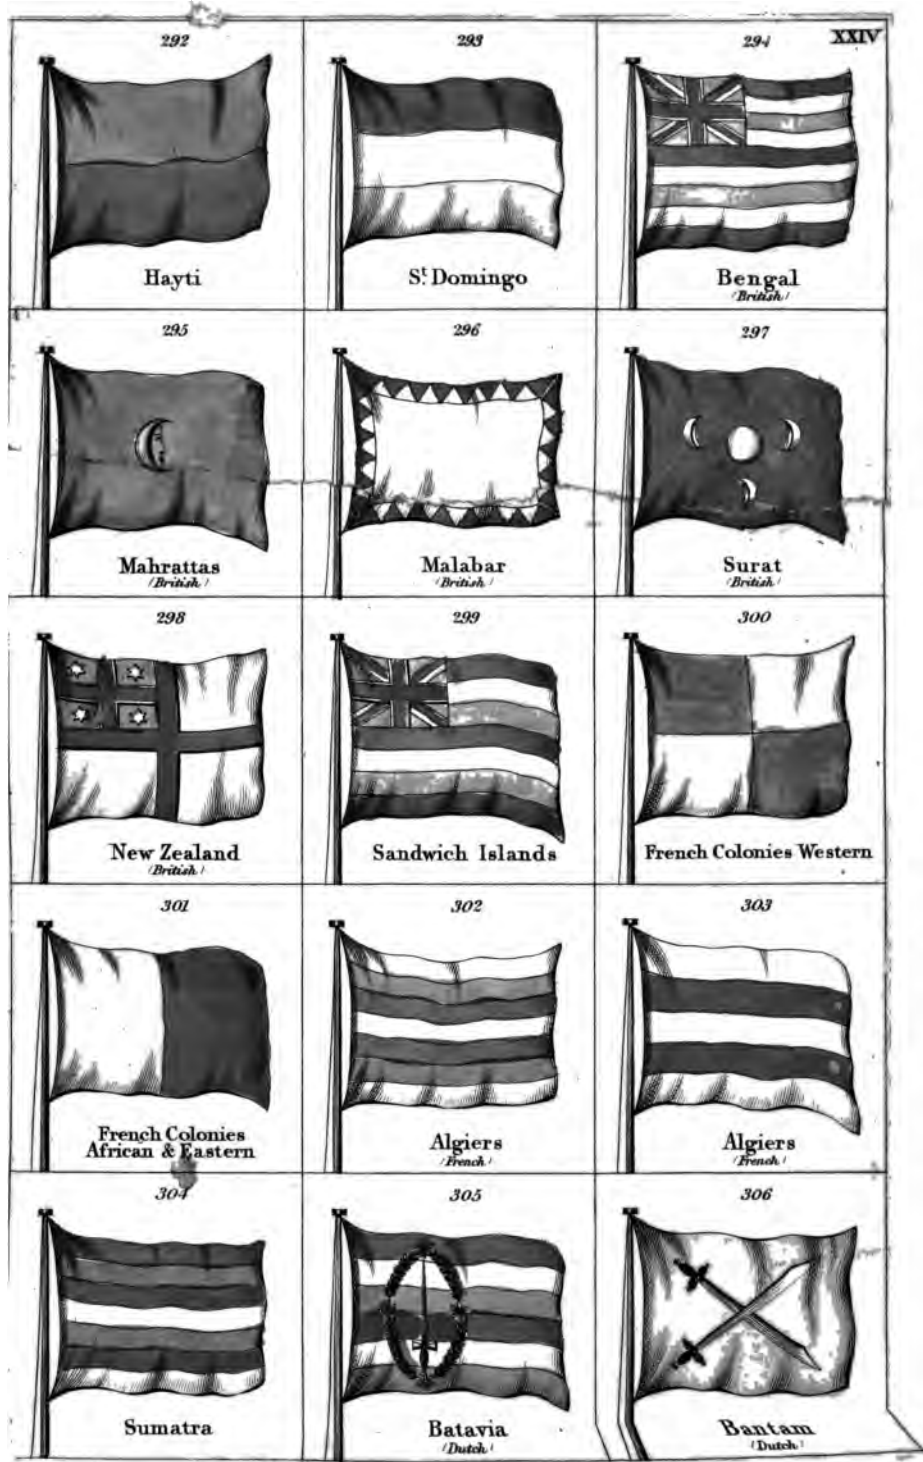 XXIV
292
Hayti
293
St. Domingo
294
Bengal
(British)
295
Mahrattas
(British)
296
Malabar
(British)
297
Surat
(British)
298
New Zealand
(British)
299
Sandwich Islands
300
French Colonies Western
301
French Colonies
African & Eastern
302
Algiers
(French)
303
Algiers
(French)
304
Sumatra
305
Batavia
(Dutch)
306
Bantam
(Dutch)